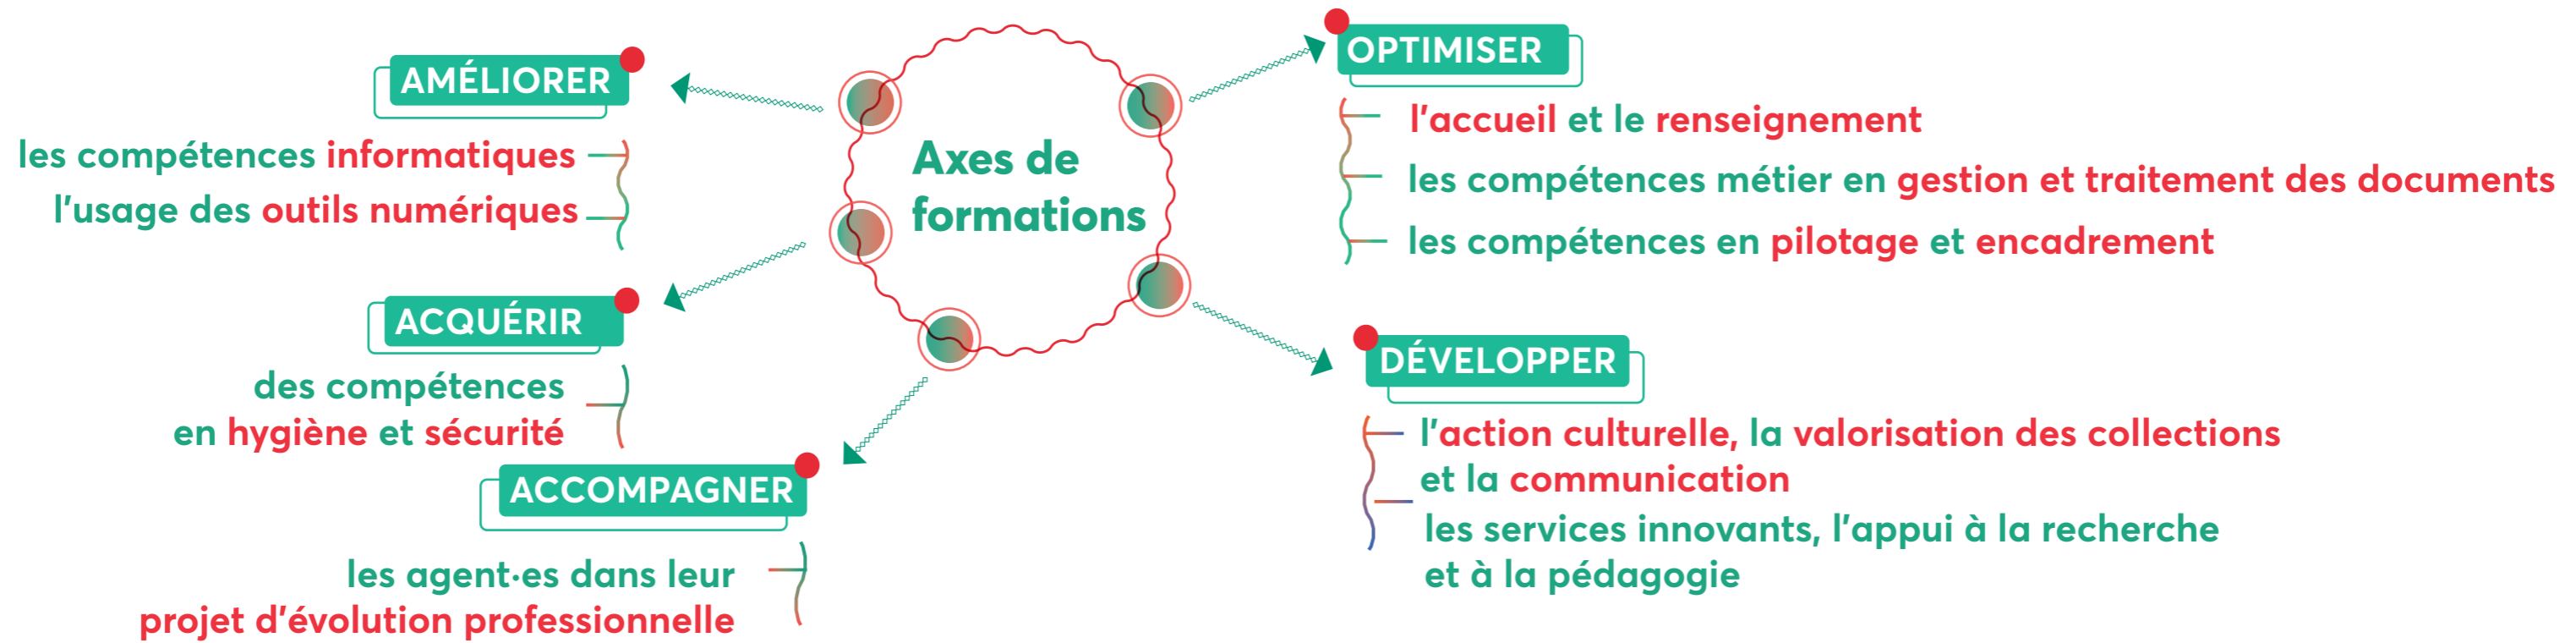 Axes de
formations
AMÉLIORER
les compétences informatiques
l'usage des outils numériques
ACQUÉRIR
des compétences
en hygiène et sécurité
ACCOMPAGNER
les agent·es dans leur
projet d'évolution professionnelle
OPTIMISER
l'accueil et le renseignement
les compétences métier en gestion et traitement des documents
les compétences en pilotage et encadrement
DÉVELOPPER
l'action culturelle, la valorisation des collections
et la communication
les services innovants, l'appui à la recherche
et à la pédagogie